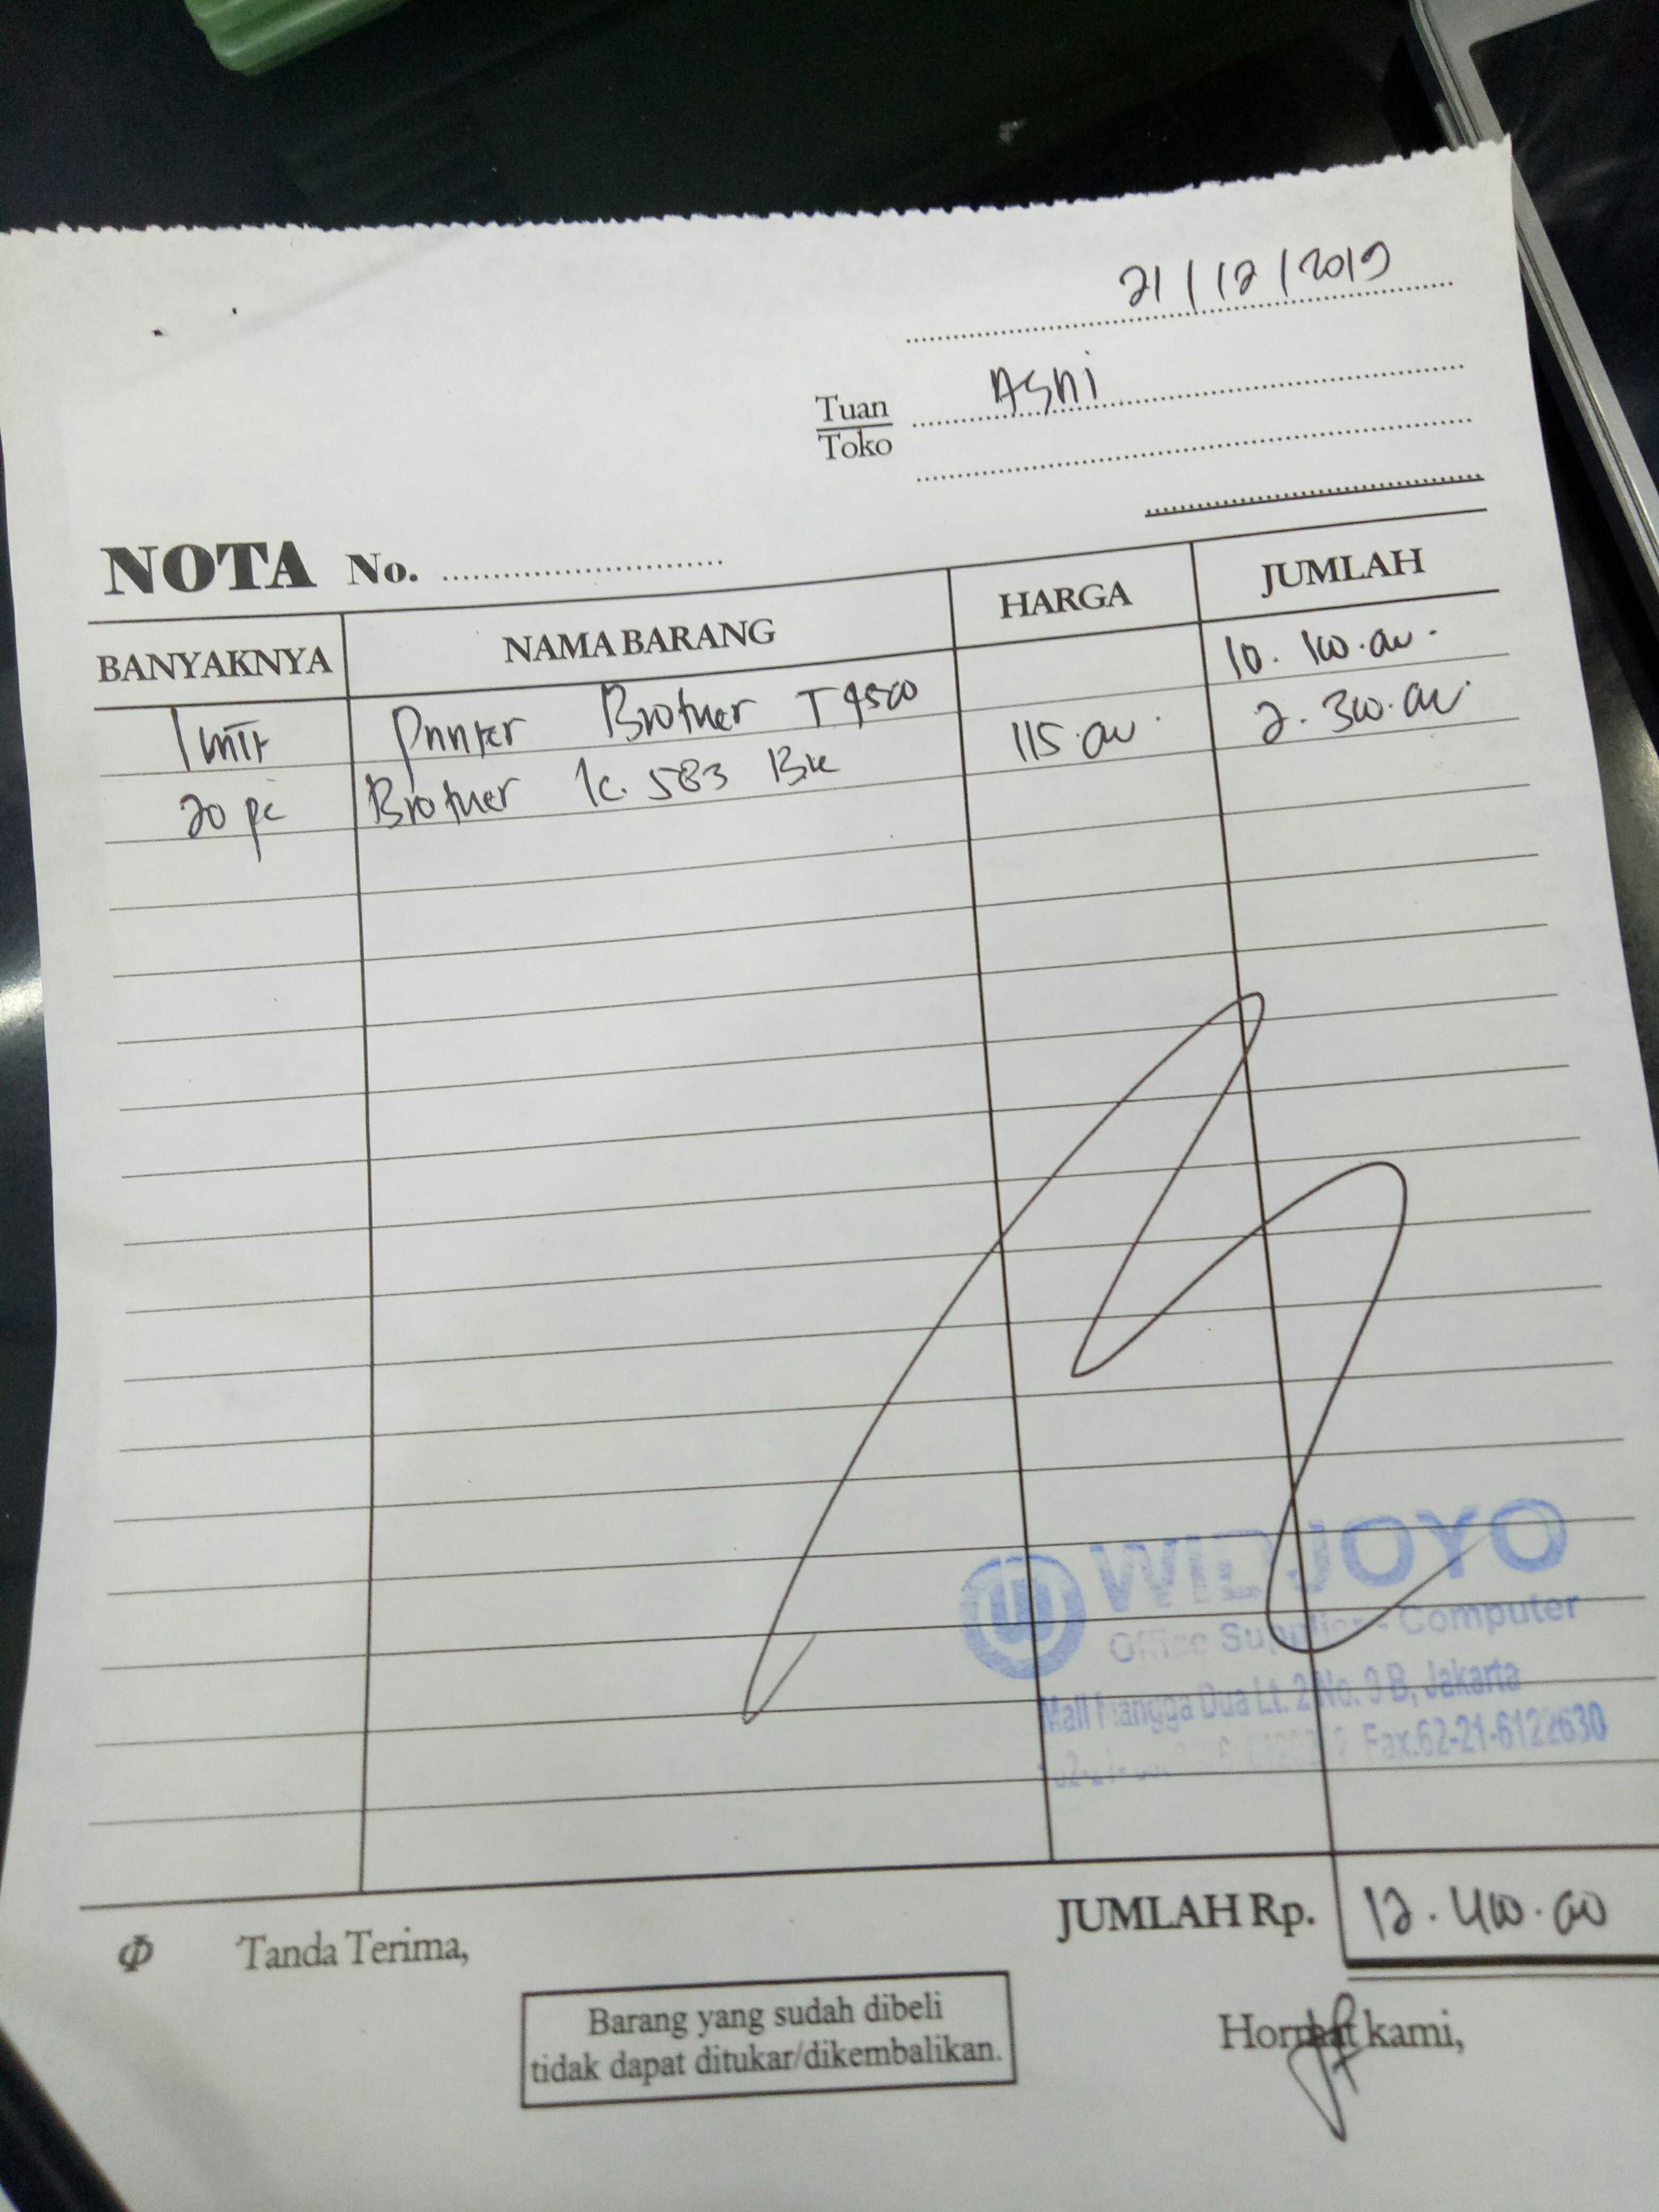 21/12/2019
Tuan Asni
Toko
NOTA No.
BANYAKNYA NAMA BARANG HARGA JUMLAH
1 unit Printer Brother T4500 10.100.000
20 pc Brother 1c. 583 BK 115.000 2.300.000
WIDJOYO
Office Supplies - Computer
Mall Mangga Dua Lt. 2 No. 9 B, Jakarta
Fax.62-21-6122630
JUMLAH Rp. 12.400.000
Tanda Terima,
Barang yang sudah dibeli
tidak dapat ditukar/dikembalikan.
Hormat kami,